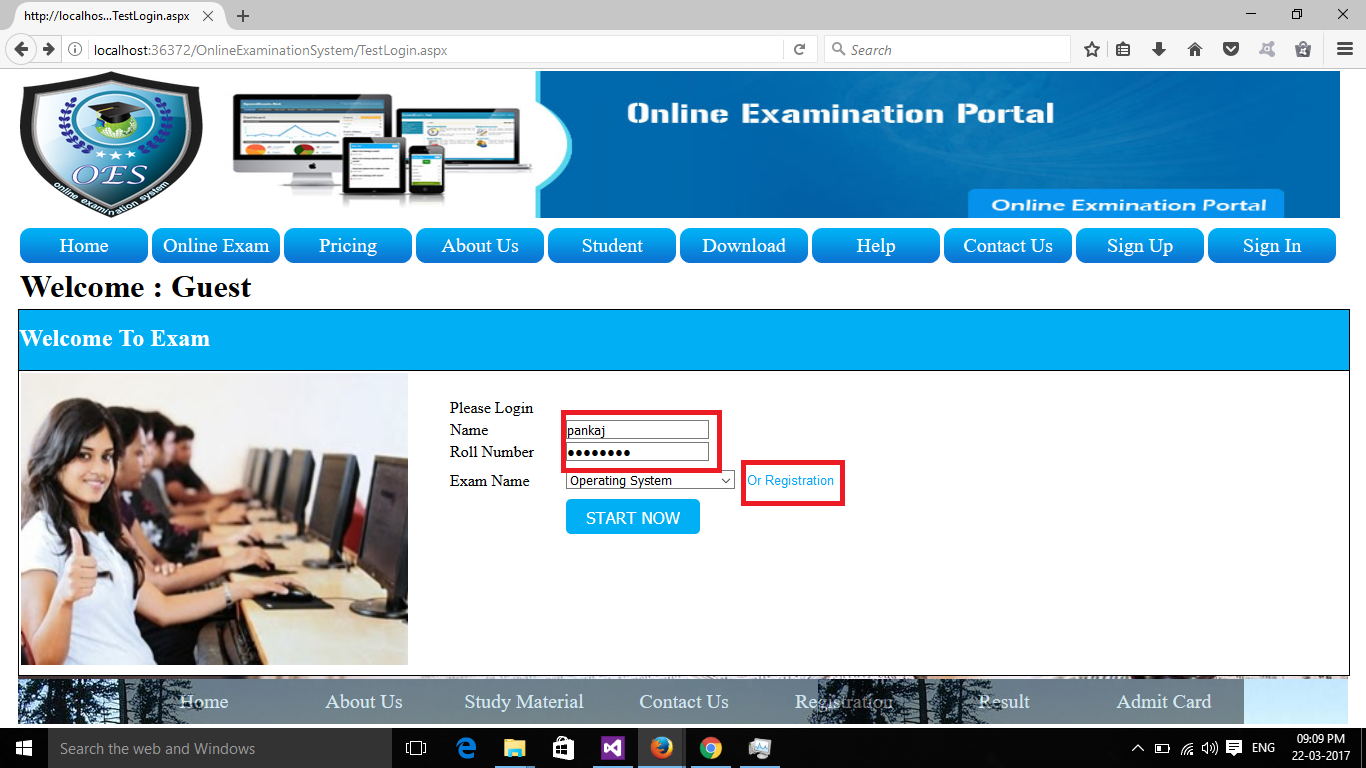 http://localhos...TestLogin.aspx
localhost:36372/OnlineExaminationSystem/TestLogin.aspx
Search
OES
online examination system
Online Examination Portal
Online Exmination Portal
Home Online Exam Pricing About Us Student Download Help Contact Us Sign Up Sign In
Welcome : Guest
Welcome To Exam
Please Login
Name pankaj
Roll Number ●●●●●●●●
Exam Name Operating System Or Registration
START NOW
Home About Us Study Material Contact Us Registration Result Admit Card
Search the web and Windows
ENG
09:09 PM
22-03-2017